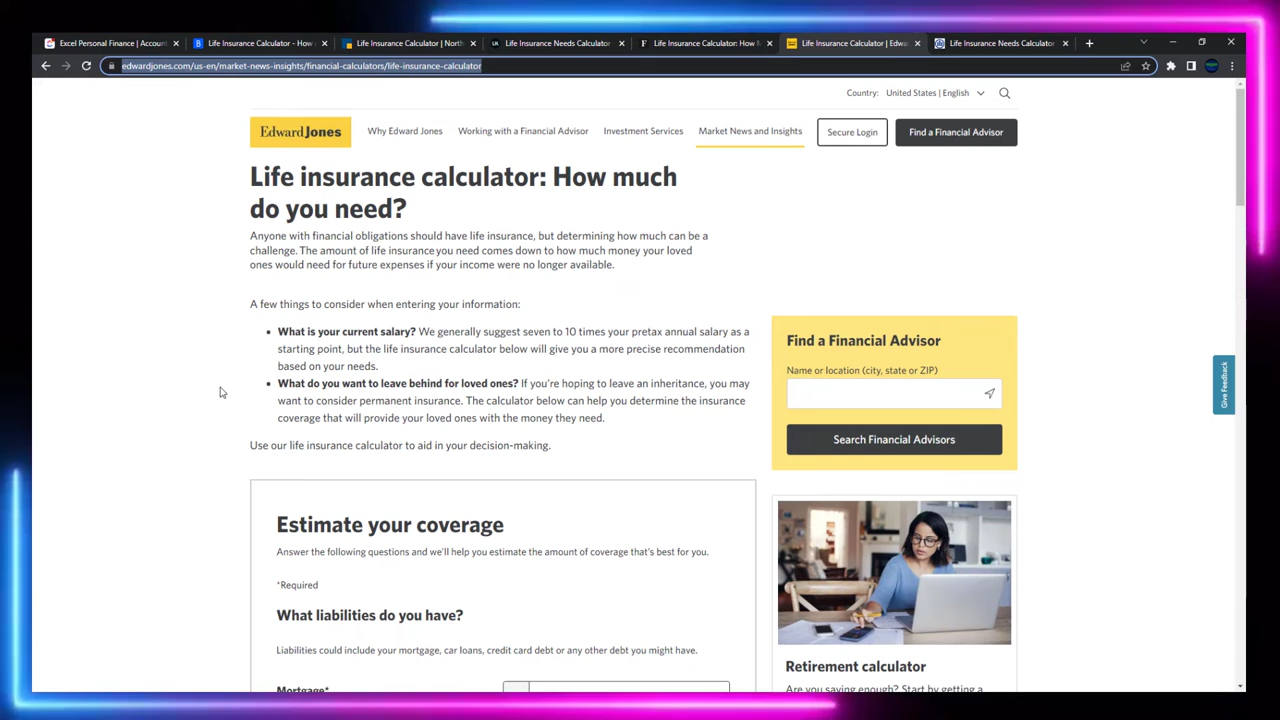 Excel Personal Finance | Accoun
Life Insurance Calculator - How
Life Insurance Calculator | North
Life Insurance Needs Calculator
Life Insurance Calculator: How M
Life Insurance Calculator | Edwa
Life Insurance Needs Calculator
edwardjones.com/us-en/market-news-insights/financial-calculators/life-insurance-calculator
Country: United States | English
Edward Jones
Why Edward Jones
Working with a Financial Advisor
Investment Services
Market News and Insights
Secure Login
Find a Financial Advisor
Life insurance calculator: How much
do you need?
Anyone with financial obligations should have life insurance, but determining how much can be a
challenge. The amount of life insurance you need comes down to how much money your loved
ones would need for future expenses if your income were no longer available.
A few things to consider when entering your information:
• What is your current salary? We generally suggest seven to 10 times your pretax annual salary as a
starting point, but the life insurance calculator below will give you a more precise recommendation
based on your needs.
• What do you want to leave behind for loved ones? If you're hoping to leave an inheritance, you may
want to consider permanent insurance. The calculator below can help you determine the insurance
coverage that will provide your loved ones with the money they need.
Use our life insurance calculator to aid in your decision-making.
Find a Financial Advisor
Name or location (city, state or ZIP)
Search Financial Advisors
Give Feedback
Estimate your coverage
Answer the following questions and we'll help you estimate the amount of coverage that's best for you.
*Required
What liabilities do you have?
Liabilities could include your mortgage, car loans, credit card debt or any other debt you might have.
Mortgage*
Retirement calculator
Are you saving enough? Start by getting a